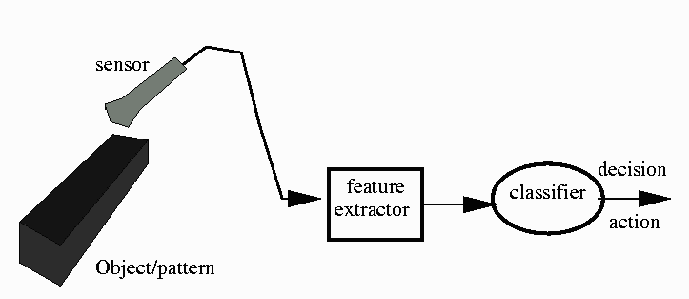 sensor
Object/pattern
feature
extractor
classifier
decision
action